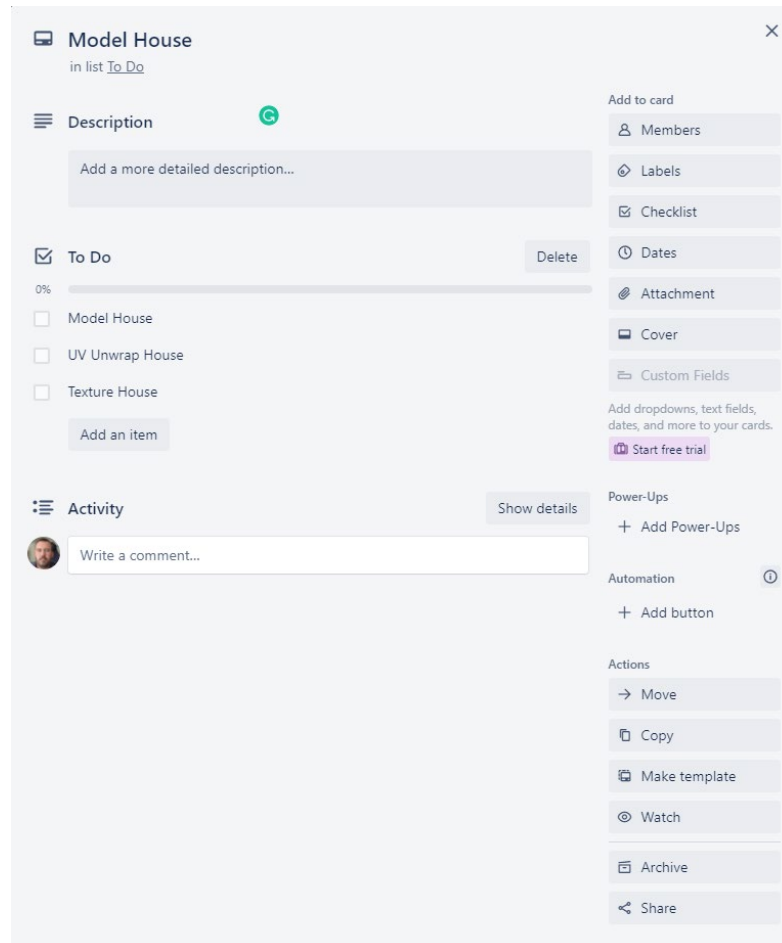 Model House
in list To Do
Description
Add a more detailed description...
To Do
Delete
0%
Model House
UV Unwrap House
Texture House
Add an item
Activity
Show details
Write a comment...
Add to card
Members
Labels
Checklist
Dates
Attachment
Cover
Custom Fields
Add dropdowns, text fields,
dates, and more to your cards.
Start free trial
Power-Ups
+ Add Power-Ups
Automation
+ Add button
Actions
Move
Copy
Make template
Watch
Archive
Share